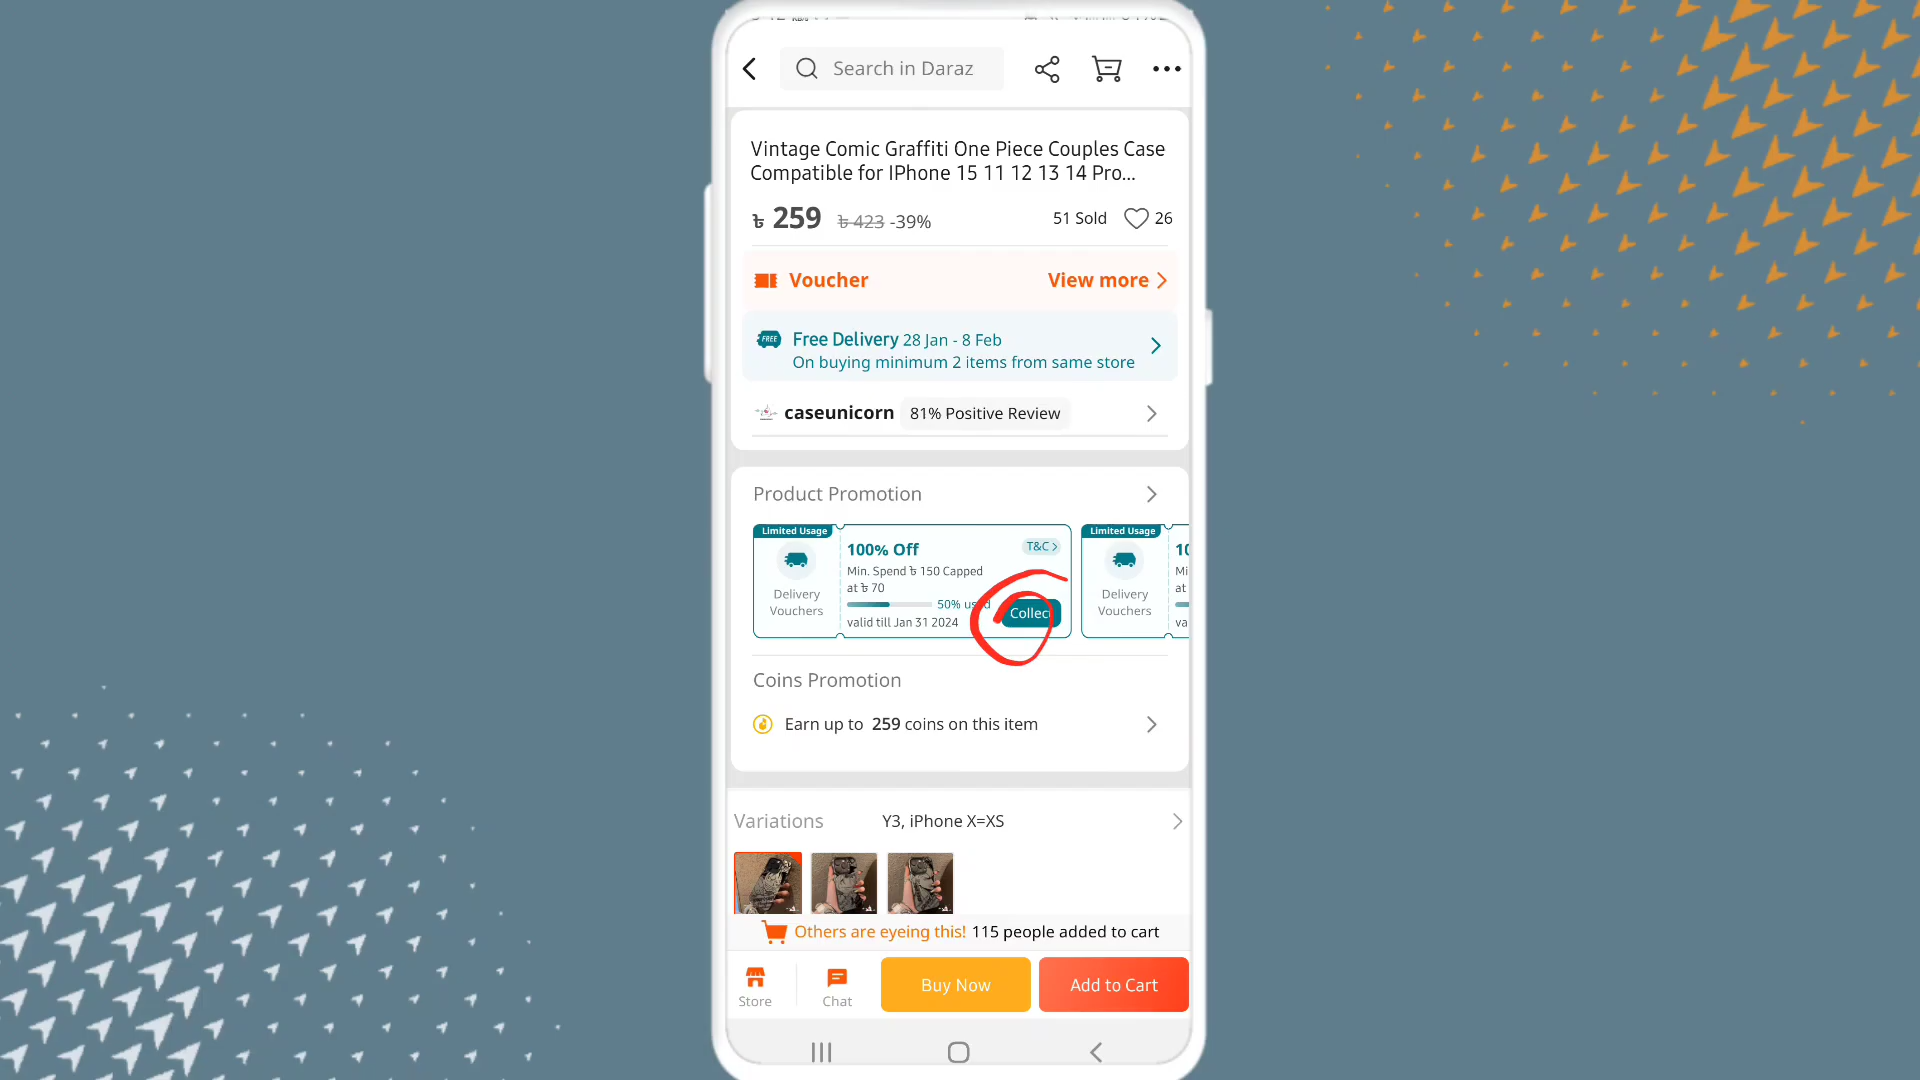 Search in Daraz
Vintage Comic Graffiti One Piece Couples Case
Compatible for IPhone 15 11 12 13 14 Pro...
৳ 259 ৳ 423 -39% 51 Sold 26
Voucher View more
FREE Free Delivery 28 Jan - 8 Feb
On buying minimum 2 items from same store
caseunicorn 81% Positive Review
Product Promotion
Limited Usage
Delivery
Vouchers
100% Off T&C
Min. Spend ৳ 150 Capped
at ৳ 70
50% used
valid till Jan 31 2024
Collect
Limited Usage
Delivery
Vouchers
Coins Promotion
Earn up to 259 coins on this item
Variations Y3, iPhone X=XS
Others are eyeing this! 115 people added to cart
Store
Chat
Buy Now
Add to Cart